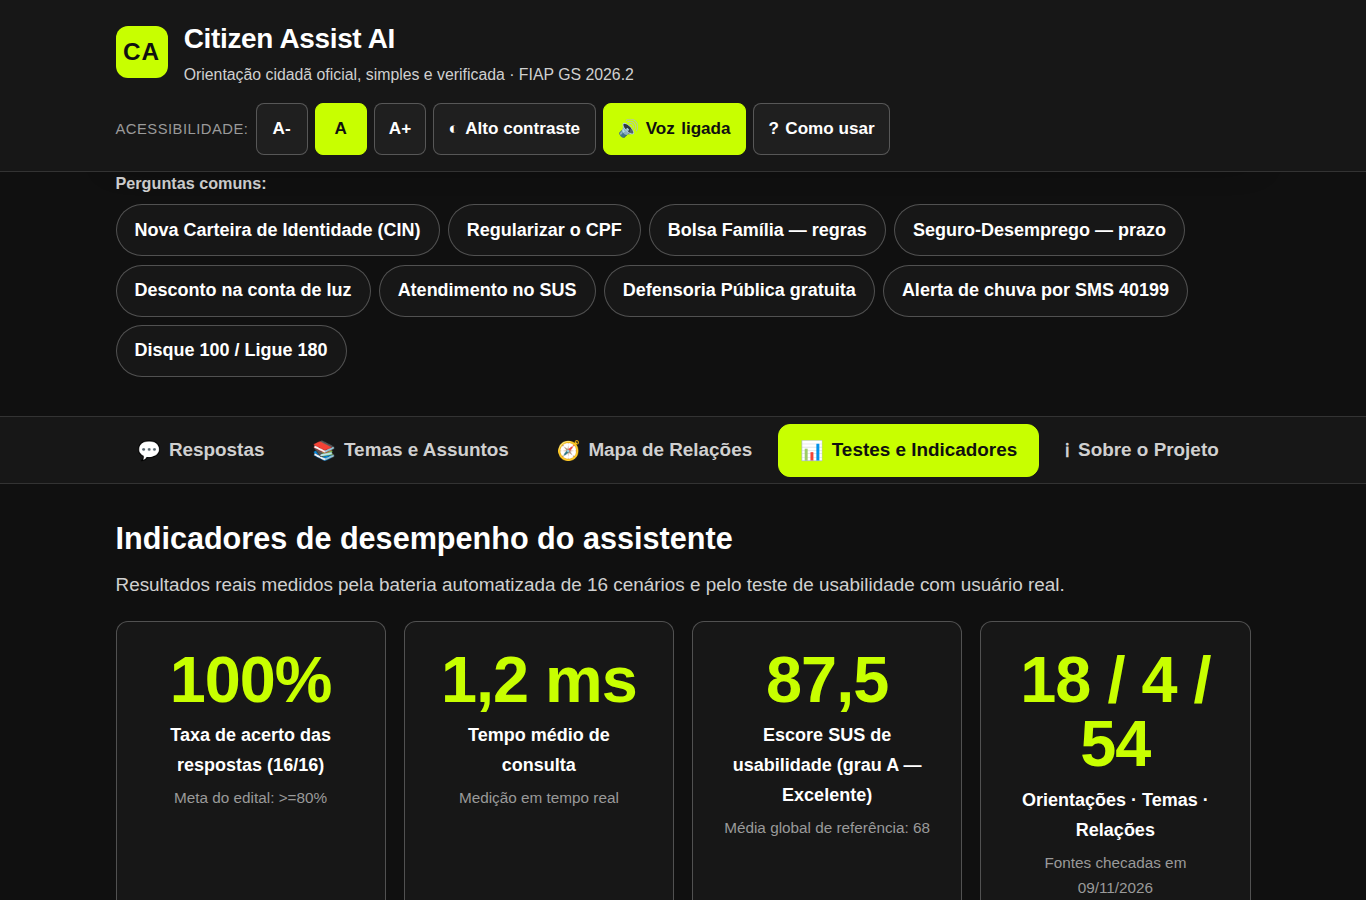 CA
Citizen Assist AI
Orientação cidadã oficial, simples e verificada · FIAP GS 2026.2
ACESSIBILIDADE:
A-
A
A+
Alto contraste
🔊 Voz ligada
? Como usar
Perguntas comuns:
Nova Carteira de Identidade (CIN)
Regularizar o CPF
Bolsa Família — regras
Seguro-Desemprego — prazo
Desconto na conta de luz
Atendimento no SUS
Defensoria Pública gratuita
Alerta de chuva por SMS 40199
Disque 100 / Ligue 180
💬 Respostas
📚 Temas e Assuntos
🧭 Mapa de Relações
📊 Testes e Indicadores
i Sobre o Projeto
Indicadores de desempenho do assistente
Resultados reais medidos pela bateria automatizada de 16 cenários e pelo teste de usabilidade com usuário real.
100%
Taxa de acerto das
respostas (16/16)
Meta do edital: >=80%
1,2 ms
Tempo médio de
consulta
Medição em tempo real
87,5
Escore SUS de
usabilidade (grau A —
Excelente)
Média global de referência: 68
18 / 4 /
54
Orientações · Temas ·
Relações
Fontes checadas em
09/11/2026